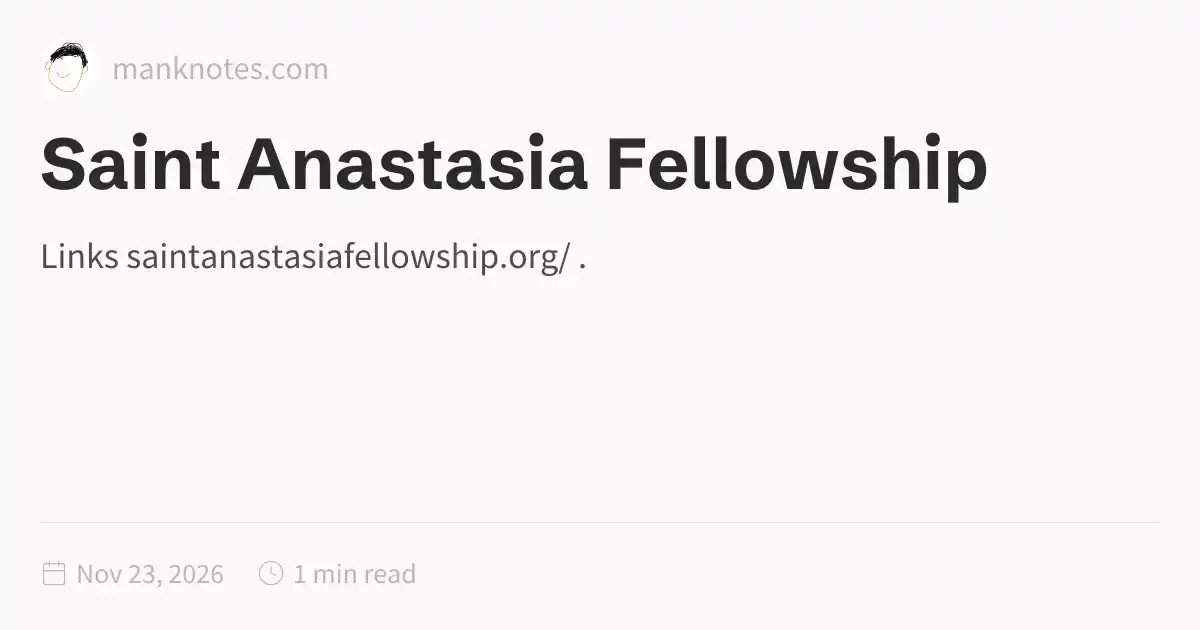 manknotes.com
Saint Anastasia Fellowship
Links saintanastasiafellowship.org/ .
Nov 23, 2026 1 min read